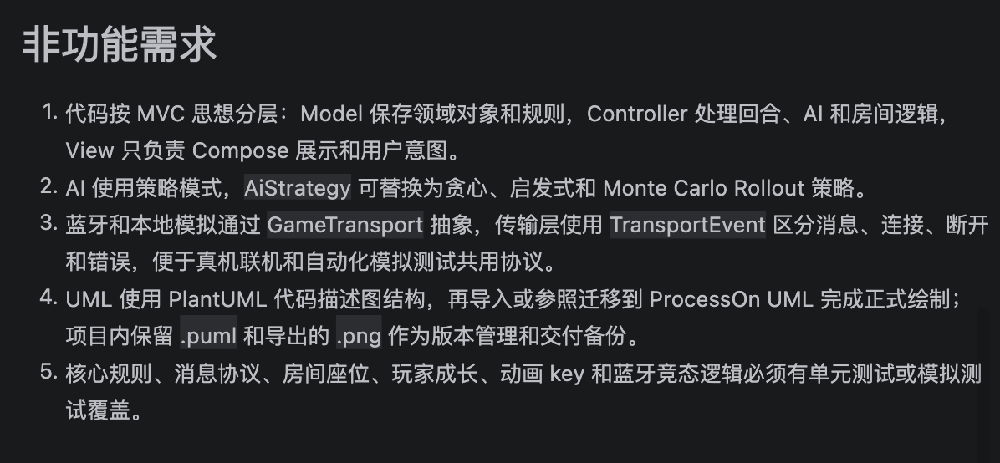 非功能需求
1. 代码按 MVC 思想分层：Model 保存领域对象和规则，Controller 处理回合、AI 和房间逻辑，
View 只负责 Compose 展示和用户意图。
2. AI 使用策略模式，AiStrategy 可替换为贪心、启发式和 Monte Carlo Rollout 策略。
3. 蓝牙和本地模拟通过 GameTransport 抽象，传输层使用 TransportEvent 区分消息、连接、断开
和错误，便于真机联机和自动化模拟测试共用协议。
4. UML 使用 PlantUML 代码描述图结构，再导入或参照迁移到 ProcessOn UML 完成正式绘制；
项目内保留 .puml 和导出的 .png 作为版本管理和交付备份。
5. 核心规则、消息协议、房间座位、玩家成长、动画 key 和蓝牙竞态逻辑必须有单元测试或模拟测
试覆盖。